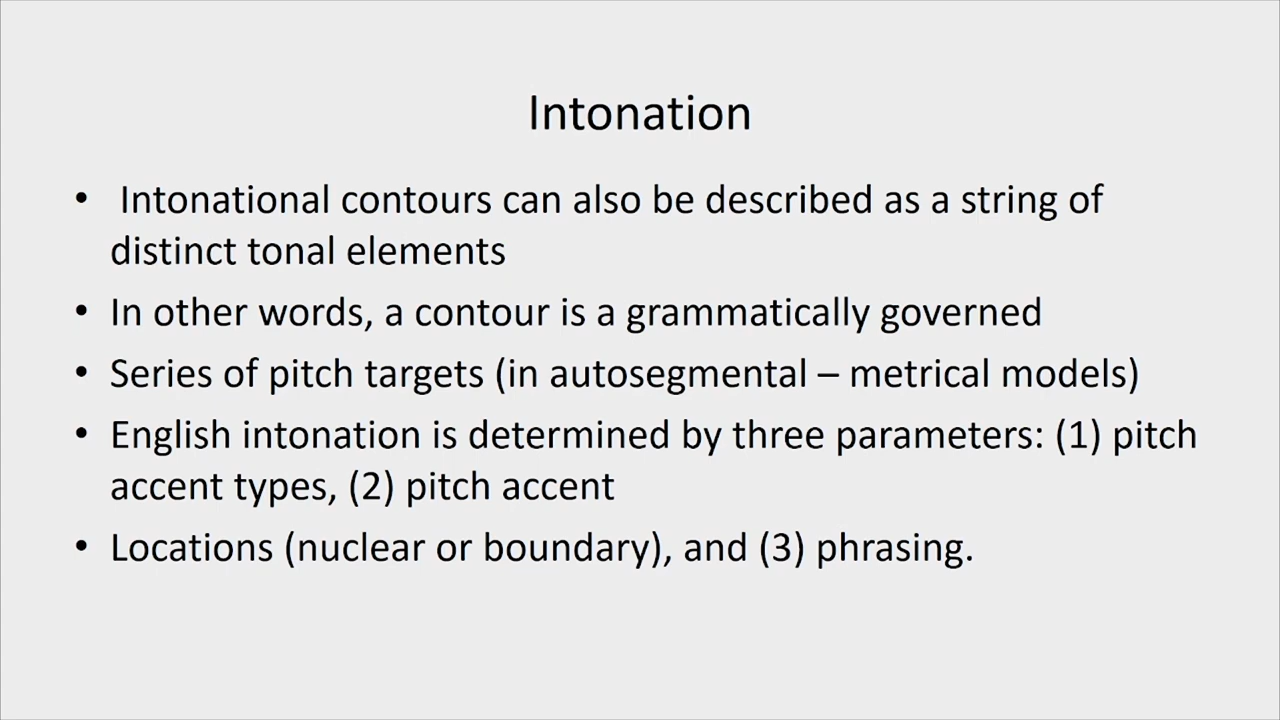 Intonation
• Intonational contours can also be described as a string of
distinct tonal elements
• In other words, a contour is a grammatically governed
• Series of pitch targets (in autosegmental – metrical models)
• English intonation is determined by three parameters: (1) pitch
accent types, (2) pitch accent
• Locations (nuclear or boundary), and (3) phrasing.